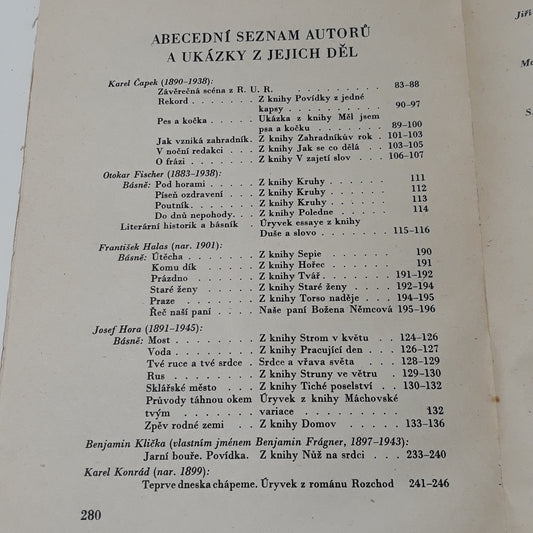 ABECEDNÍ SEZNAM AUTORŮ
A UKÁZKY Z JEJICH DĚL
Karel Čapek (1890–1938):
Závěrečná scéna z R. U. R. . . . . . . . . . . 83–88
Rekord . . . . . . . Z knihy Povídky z jedné
kapsy . . . . . . . . . . 90–97
Pes a kočka . . . . . Ukázka z knihy Měl jsem
psa a kočku . . . . . . . 89–100
Jak vzniká zahradník. Z knihy Zahradníkův rok . 101–103
V noční redakci . . . Z knihy Jak se co dělá . . 103–105
O frázi . . . . . . . Z knihy V zajetí slov . . . 106–107
Otokar Fischer (1883–1938):
Básně: Pod horami . . . . . Z knihy Kruhy . . . . . . 111
Píseň ozdravení . . . Z knihy Kruhy . . . . . . 112
Poutník . . . . . . . Z knihy Kruhy . . . . . . 113
Do dnů nepohody. . . . Z knihy Poledne . . . . . 114
Literární historik a básník . Úryvek essaye z knihy
Duše a slovo . . . . . . 115–116
František Halas (nar. 1901):
Básně: Útěcha . . . . . . . Z knihy Sepie . . . . . . 190
Komu dík . . . . . . Z knihy Hořec . . . . . . 191
Prázdno . . . . . . . Z knihy Tvář . . . . . . 191–192
Staré ženy . . . . . . Z knihy Staré ženy . . . . 192–194
Praze . . . . . . . . Z knihy Torso naděje . . . 194–195
Řeč naší paní . . . . Naše paní Božena Němcová 195–196
Josef Hora (1891–1945):
Básně: Most . . . . . . . . Z knihy Strom v květu . . 124–126
Voda . . . . . . . . Z knihy Pracující den . . . 126–127
Tvé ruce a tvé srdce . Srdce a vřava světa . . . . 128–129
Rus . . . . . . . . . Z knihy Struny ve větru . . 129–130
Sklářské město . . . . Z knihy Tiché poselství . . 130–132
Průvody táhnou okem Úryvek z knihy Máchovské
tvým . . . . . . . . variace . . . . . . . . . 132
Zpěv rodné zemi . . Z knihy Domov . . . . . 133–136
Benjamin Klička (vlastním jménem Benjamin Frágner, 1897–1943):
Jarní bouře. Povídka. Z knihy Nůž na srdci . . . 233–240
Karel Konrád (nar. 1899):
Teprve dneska chápeme. Úryvek z románu Rozchod 241–246
280
Jiří